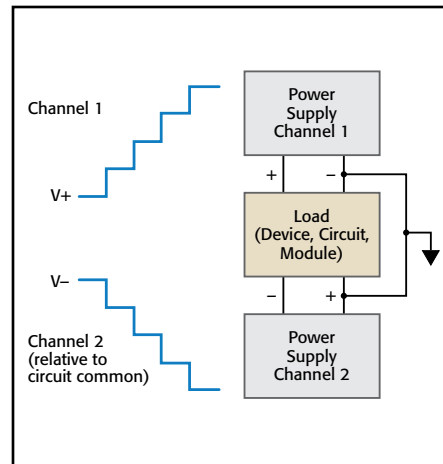 Channel 1
V+
V–
Channel 2
(relative to
circuit common)
Power
Supply
Channel 1
+ –
Load
(Device, Circuit,
Module)
– +
Power
Supply
Channel 2